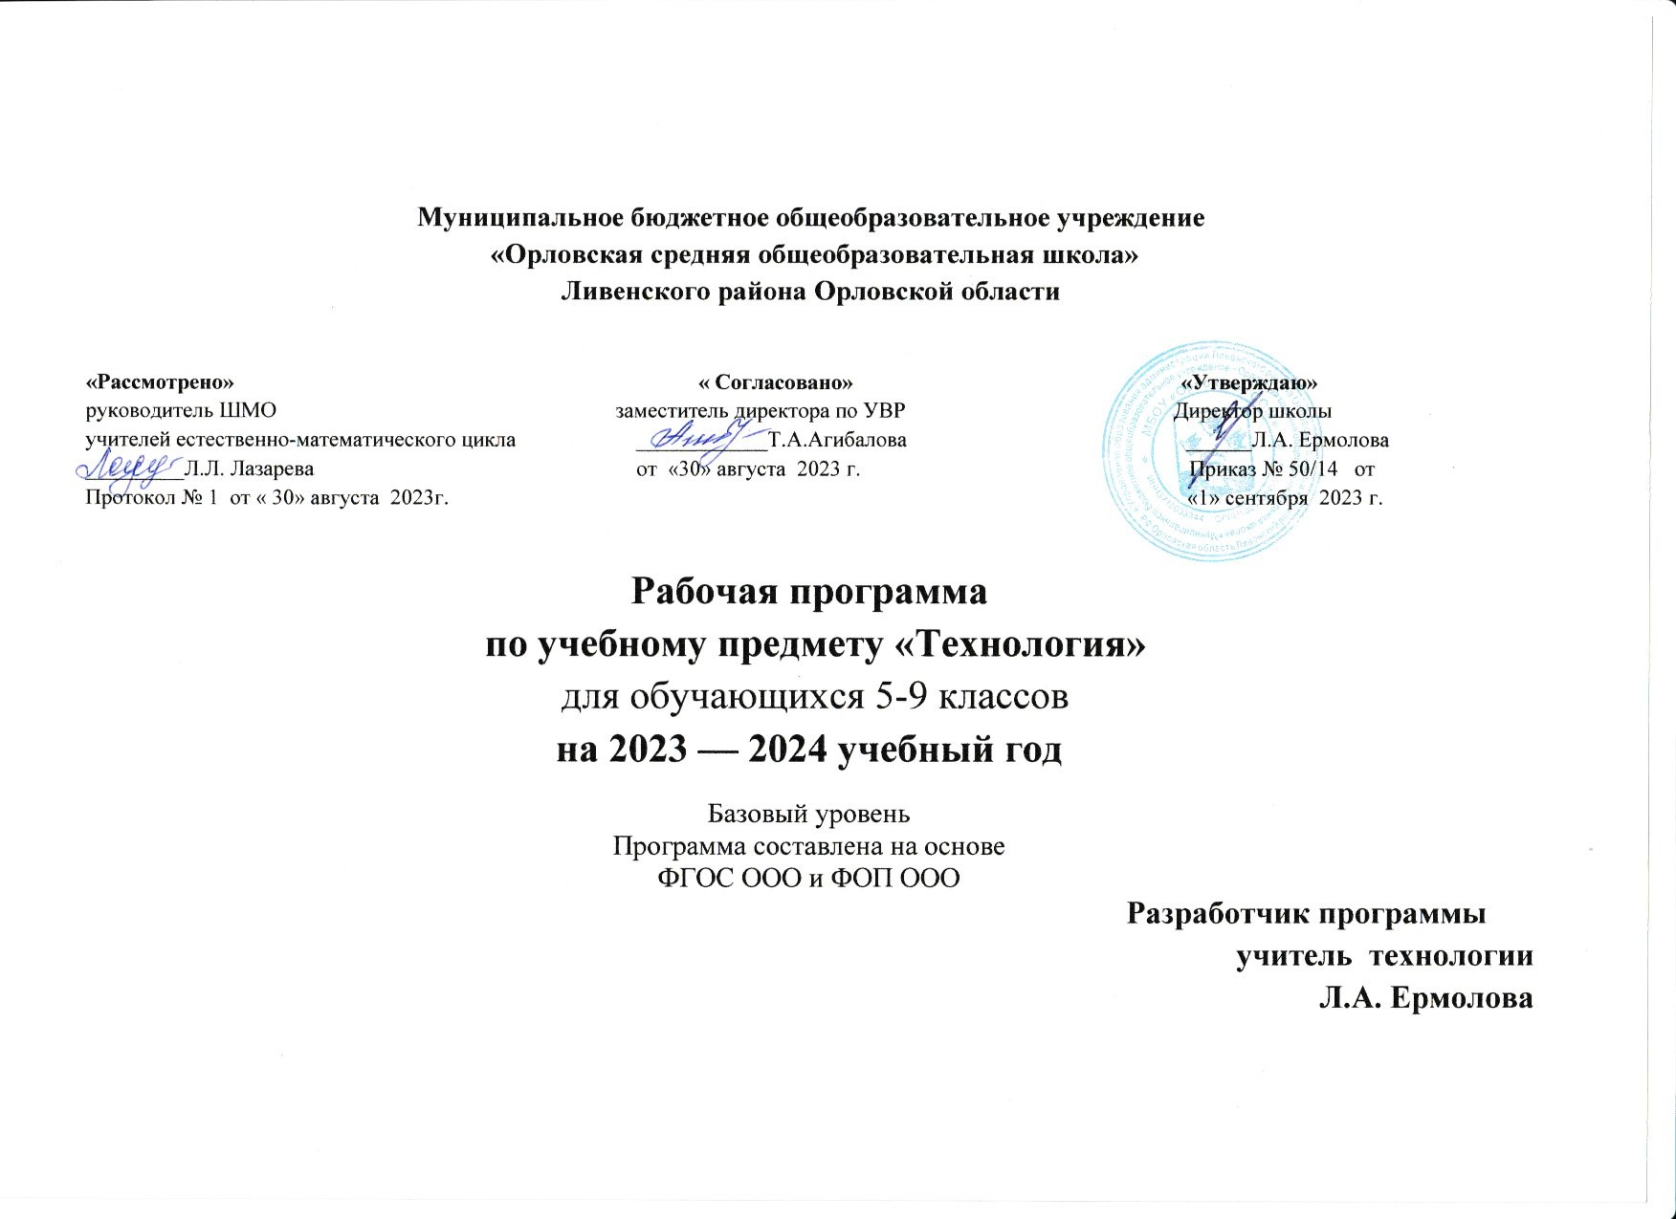 Муниципальное бюджетное общеобразовательное учреждение
«Орловская средняя общеобразовательная школа»
Ливенского района Орловской области
«Рассмотрено»
руководитель ШМО
учителей естественно-математического цикла
_________Л.Л. Лазарева
Протокол № 1 от « 30» августа 2023г.
« Согласовано»
заместитель директора по УВР
____________Т.А.Агибалова
от «30» августа 2023 г.
«Утверждаю»
Директор школы
______Л.А. Ермолова
Приказ № 50/14 от
«1» сентября 2023 г.
Рабочая программа
по учебному предмету «Технология»
для обучающихся 5-9 классов
на 2023 — 2024 учебный год
Базовый уровень
Программа составлена на основе
ФГОС ООО и ФОП ООО
Разработчик программы
учитель технологии
Л.А. Ермолова